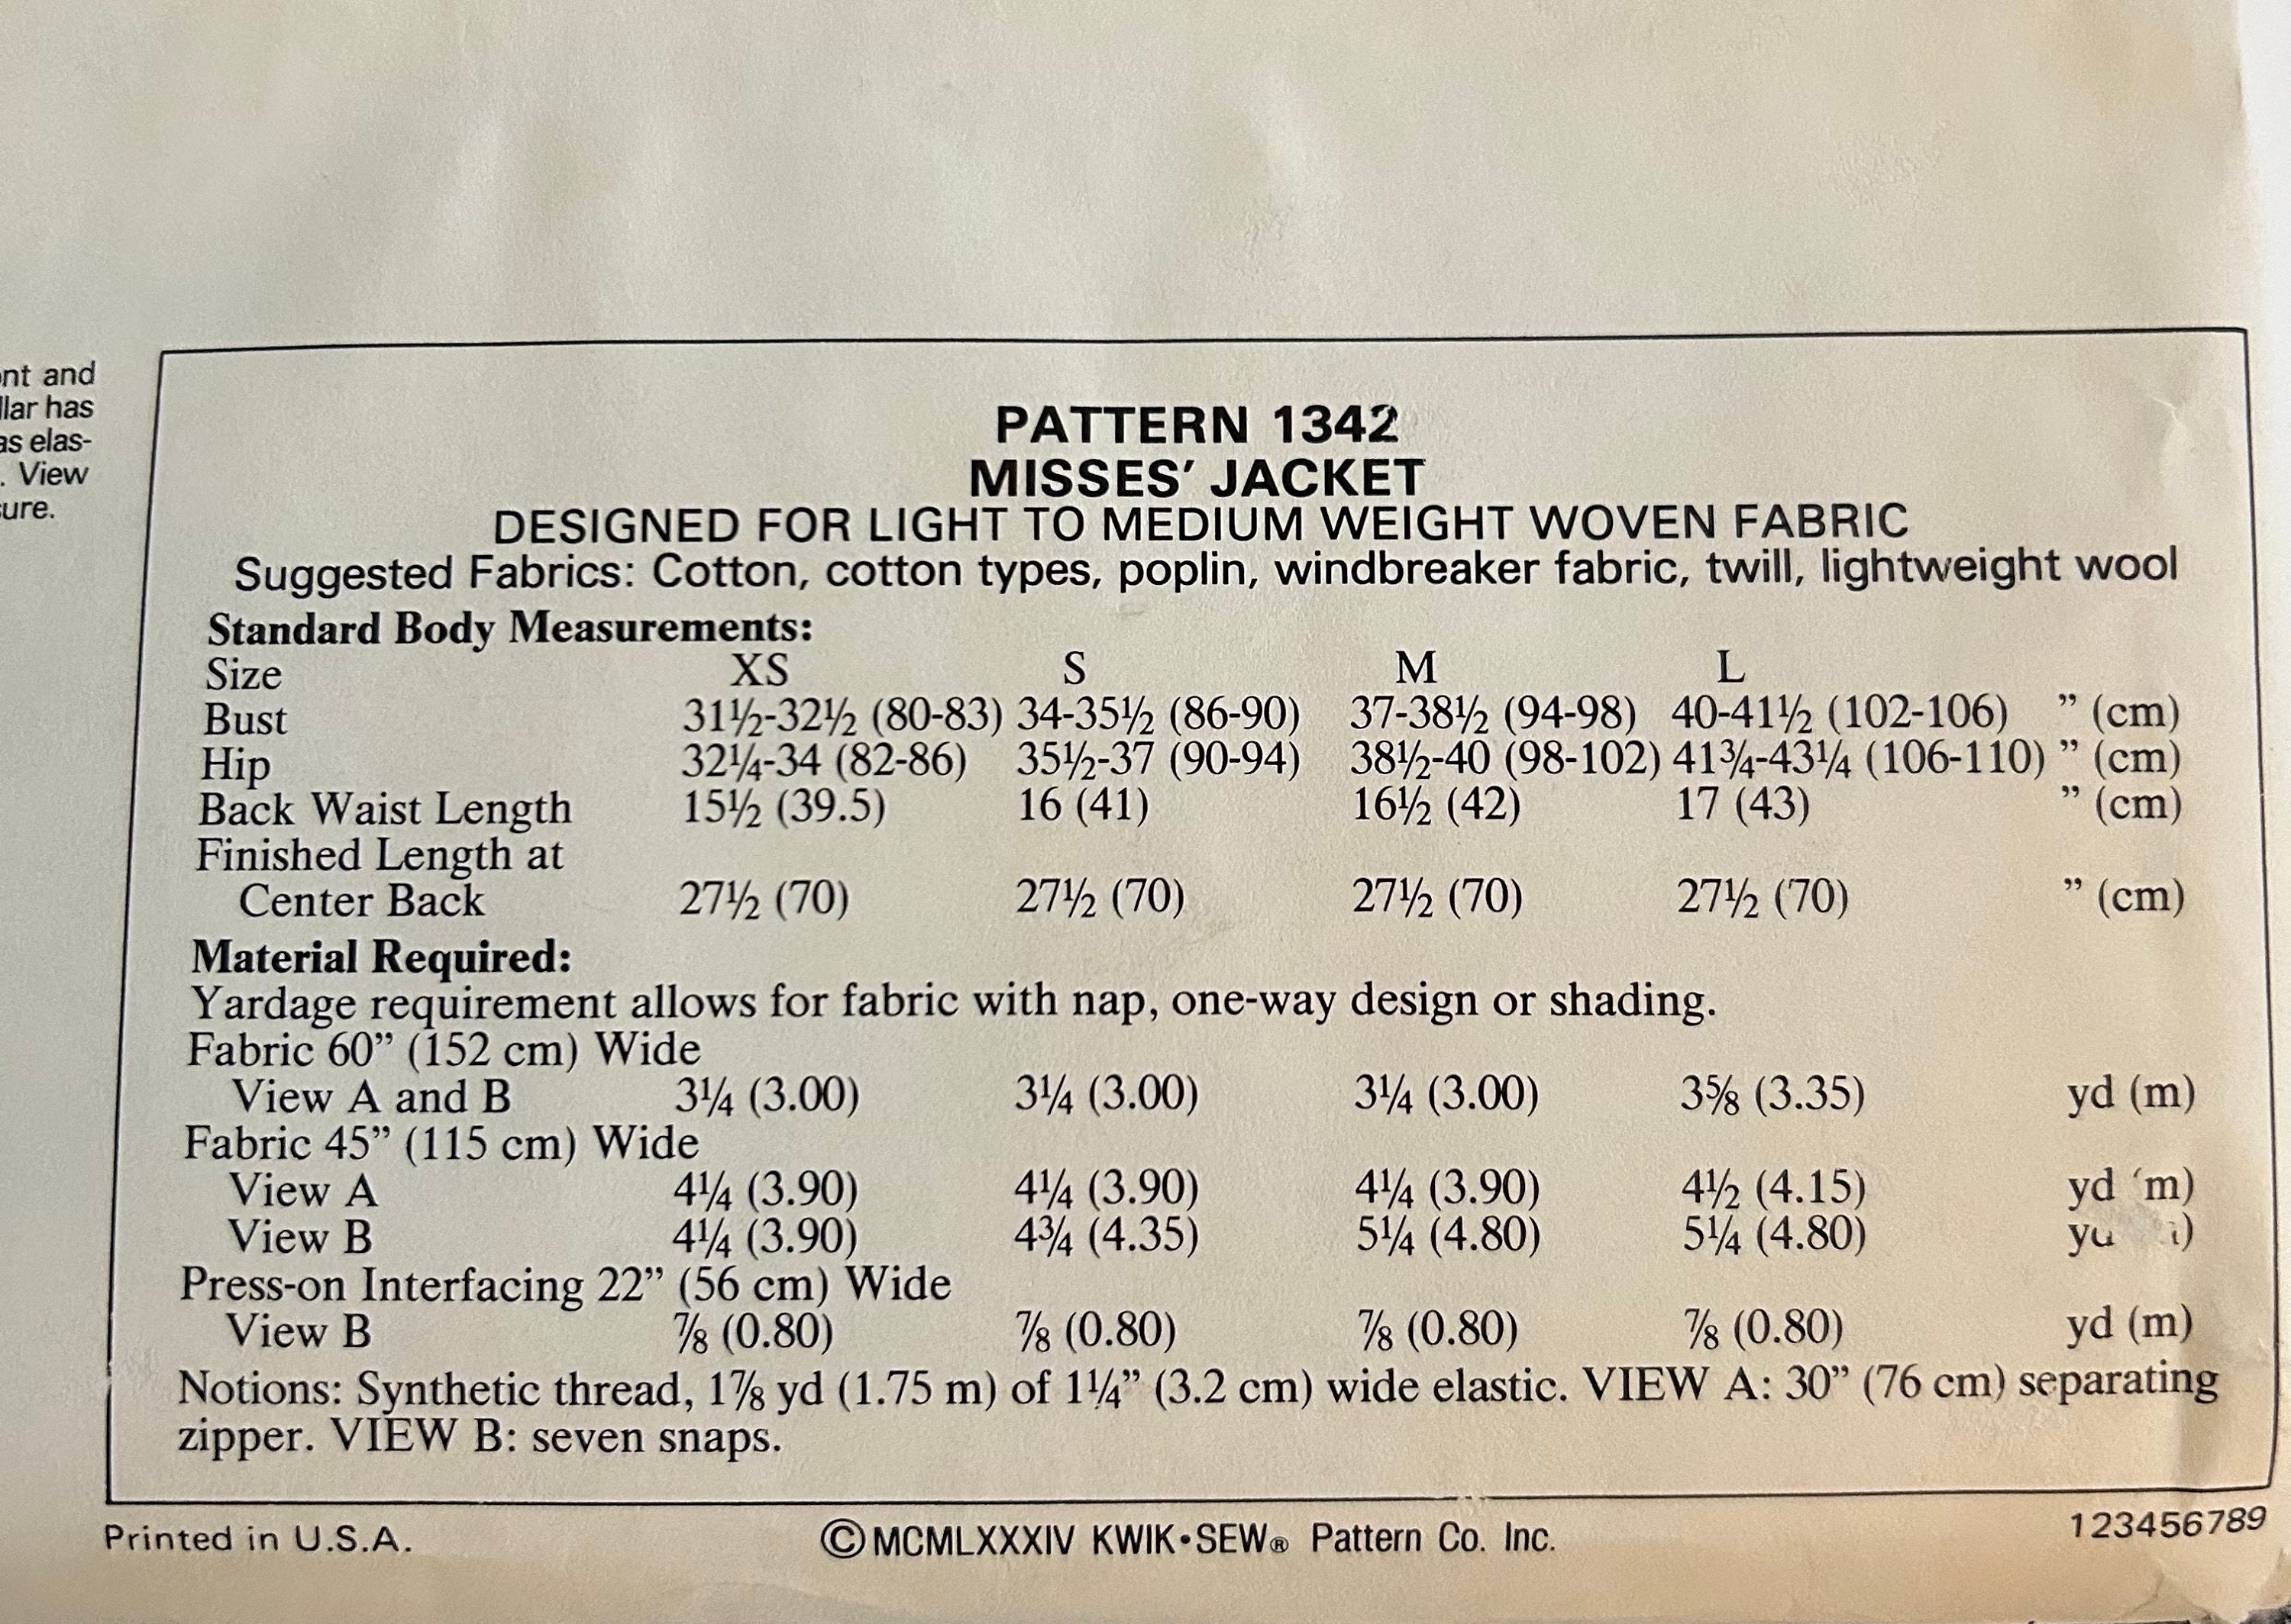 nt and
llar has
as elas-
. View
sure.
PATTERN 1342
MISSES' JACKET
DESIGNED FOR LIGHT TO MEDIUM WEIGHT WOVEN FABRIC
Suggested Fabrics: Cotton, cotton types, poplin, windbreaker fabric, twill, lightweight wool
Standard Body Measurements:
Size XS S M L
Bust 31½-32½ (80-83) 34-35½ (86-90) 37-38½ (94-98) 40-41½ (102-106) ” (cm)
Hip 32¼-34 (82-86) 35½-37 (90-94) 38½-40 (98-102) 41¾-43¼ (106-110) ” (cm)
Back Waist Length 15½ (39.5) 16 (41) 16½ (42) 17 (43) ” (cm)
Finished Length at
Center Back 27½ (70) 27½ (70) 27½ (70) 27½ (70) ” (cm)
Material Required:
Yardage requirement allows for fabric with nap, one-way design or shading.
Fabric 60” (152 cm) Wide
View A and B 3¼ (3.00) 3¼ (3.00) 3¼ (3.00) 3⅝ (3.35) yd (m)
Fabric 45” (115 cm) Wide
View A 4¼ (3.90) 4¼ (3.90) 4¼ (3.90) 4½ (4.15) yd (m)
View B 4¼ (3.90) 4¾ (4.35) 5¼ (4.80) 5¼ (4.80)
Press-on Interfacing 22” (56 cm) Wide
View B ⅞ (0.80) ⅞ (0.80) ⅞ (0.80) ⅞ (0.80) yd (m)
Notions: Synthetic thread, 1⅞ yd (1.75 m) of 1¼” (3.2 cm) wide elastic. VIEW A: 30” (76 cm) separating
zipper. VIEW B: seven snaps.
Printed in U.S.A. ©MCMLXXXIV KWIK•SEW® Pattern Co. Inc. 123456789